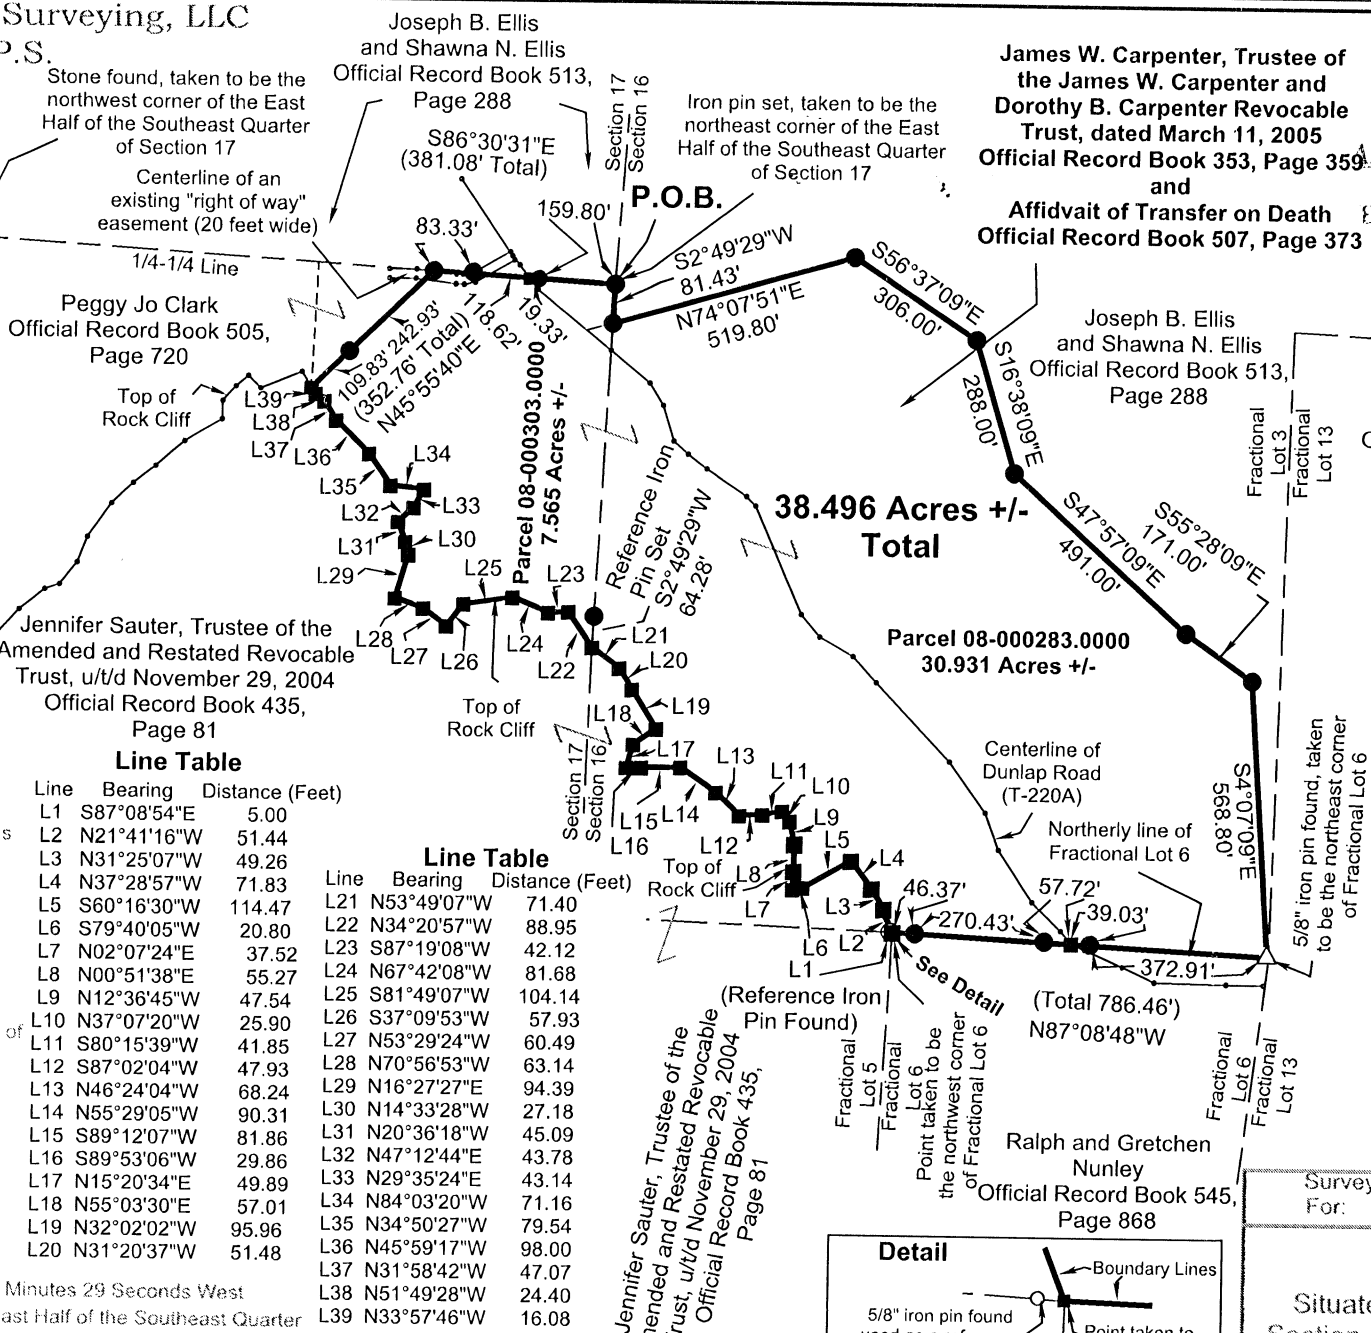 Surveying, LLC
P.S.
Joseph B. Ellis
and Shawna N. Ellis
Official Record Book 513,
Page 288
Stone found, taken to be the
northwest corner of the East
Half of the Southeast Quarter
of Section 17
Centerline of an
existing "right of way"
easement (20 feet wide)
S86°30'31"E
(381.08' Total)
Section 17
Section 16
Iron pin set, taken to be the
northeast corner of the East
Half of the Southeast Quarter
of Section 17
James W. Carpenter, Trustee of
the James W. Carpenter and
Dorothy B. Carpenter Revocable
Trust, dated March 11, 2005
Official Record Book 353, Page 359
and
Affidvait of Transfer on Death
Official Record Book 507, Page 373
P.O.B.
159.80'
83.33'
1/4-1/4 Line
S2°49'29"W
81.43'
N74°07'51"E
519.80'
S56°37'09"E
306.00'
Peggy Jo Clark
Official Record Book 505,
Page 720
242.93'
109.83'
(352.76' Total)
N45°55'40"E
118.62'
19.33'
Joseph B. Ellis
and Shawna N. Ellis
Official Record Book 513,
Page 288
S16°38'09"E
288.00'
Top of
Rock Cliff
L39
L38
L37
L36
L35
L34
L33
L32
L31
L30
L29
L28
L27
L26
L25
L24
L23
L22
L21
L20
L19
L18
L17
L16
L15
L14
L13
L12
L11
L10
L9
L8
L7
L6
L5
L4
L3
L2
L1
Parcel 08-000303.0000
7.565 Acres +/-
Reference Iron
Pin Set
S2°49'29"W
64.28'
Fractional
Lot 3
Fractional
Lot 13
38.496 Acres +/-
Total
S47°57'09"E
491.00'
S55°28'09"E
171.00'
Parcel 08-000283.0000
30.931 Acres +/-
Jennifer Sauter, Trustee of the
Amended and Restated Revocable
Trust, u/t/d November 29, 2004
Official Record Book 435,
Page 81
Top of
Rock Cliff
Section 17
Section 16
S4°07'09"E
568.80'
5/8" iron pin found, taken
to be the northeast corner
of Fractional Lot 6
Centerline of
Dunlap Road
(T-220A)
Northerly line of
Fractional Lot 6
Top of
Rock Cliff
46.37'
270.43'
57.72'
39.03'
372.91'
See Detail
(Total 786.46')
N87°08'48"W
(Reference Iron
Pin Found)
Fractional
Lot 5
Fractional
Lot 6
Point taken to be
the northwest corner
of Fractional Lot 6
Fractional
Lot 6
Fractional
Lot 13
Jennifer Sauter, Trustee of the
mended and Restated Revocable
rust, u/t/d November 29, 2004
Official Record Book 435,
Page 81
Ralph and Gretchen
Nunley
Official Record Book 545,
Page 868
Line Table
Line Bearing Distance (Feet)
L1 S87°08'54"E 5.00
L2 N21°41'16"W 51.44
L3 N31°25'07"W 49.26
L4 N37°28'57"W 71.83
L5 S60°16'30"W 114.47
L6 S79°40'05"W 20.80
L7 N02°07'24"E 37.52
L8 N00°51'38"E 55.27
L9 N12°36'45"W 47.54
L10 N37°07'20"W 25.90
L11 S80°15'39"W 41.85
L12 S87°02'04"W 47.93
L13 N46°24'04"W 68.24
L14 N55°29'05"W 90.31
L15 S89°12'07"W 81.86
L16 S89°53'06"W 29.86
L17 N15°20'34"E 49.89
L18 N55°03'30"E 57.01
L19 N32°02'02"W 95.96
L20 N31°20'37"W 51.48
Line Table
Line Bearing Distance (Feet)
L21 N53°49'07"W 71.40
L22 N34°20'57"W 88.95
L23 S87°19'08"W 42.12
L24 N67°42'08"W 81.68
L25 S81°49'07"W 104.14
L26 S37°09'53"W 57.93
L27 N53°29'24"W 60.49
L28 N70°56'53"W 63.14
L29 N16°27'27"E 94.39
L30 N14°33'28"W 27.18
L31 N20°36'18"W 45.09
L32 N47°12'44"E 43.78
L33 N29°35'24"E 43.14
L34 N84°03'20"W 71.16
L35 N34°50'27"W 79.54
L36 N45°59'17"W 98.00
L37 N31°58'42"W 47.07
L38 N51°49'28"W 24.40
L39 N33°57'46"W 16.08
s
of
Minutes 29 Seconds West
ast Half of the Southeast Quarter
Detail
Boundary Lines
5/8" iron pin found
Point taken to
Survey
For:
Situate